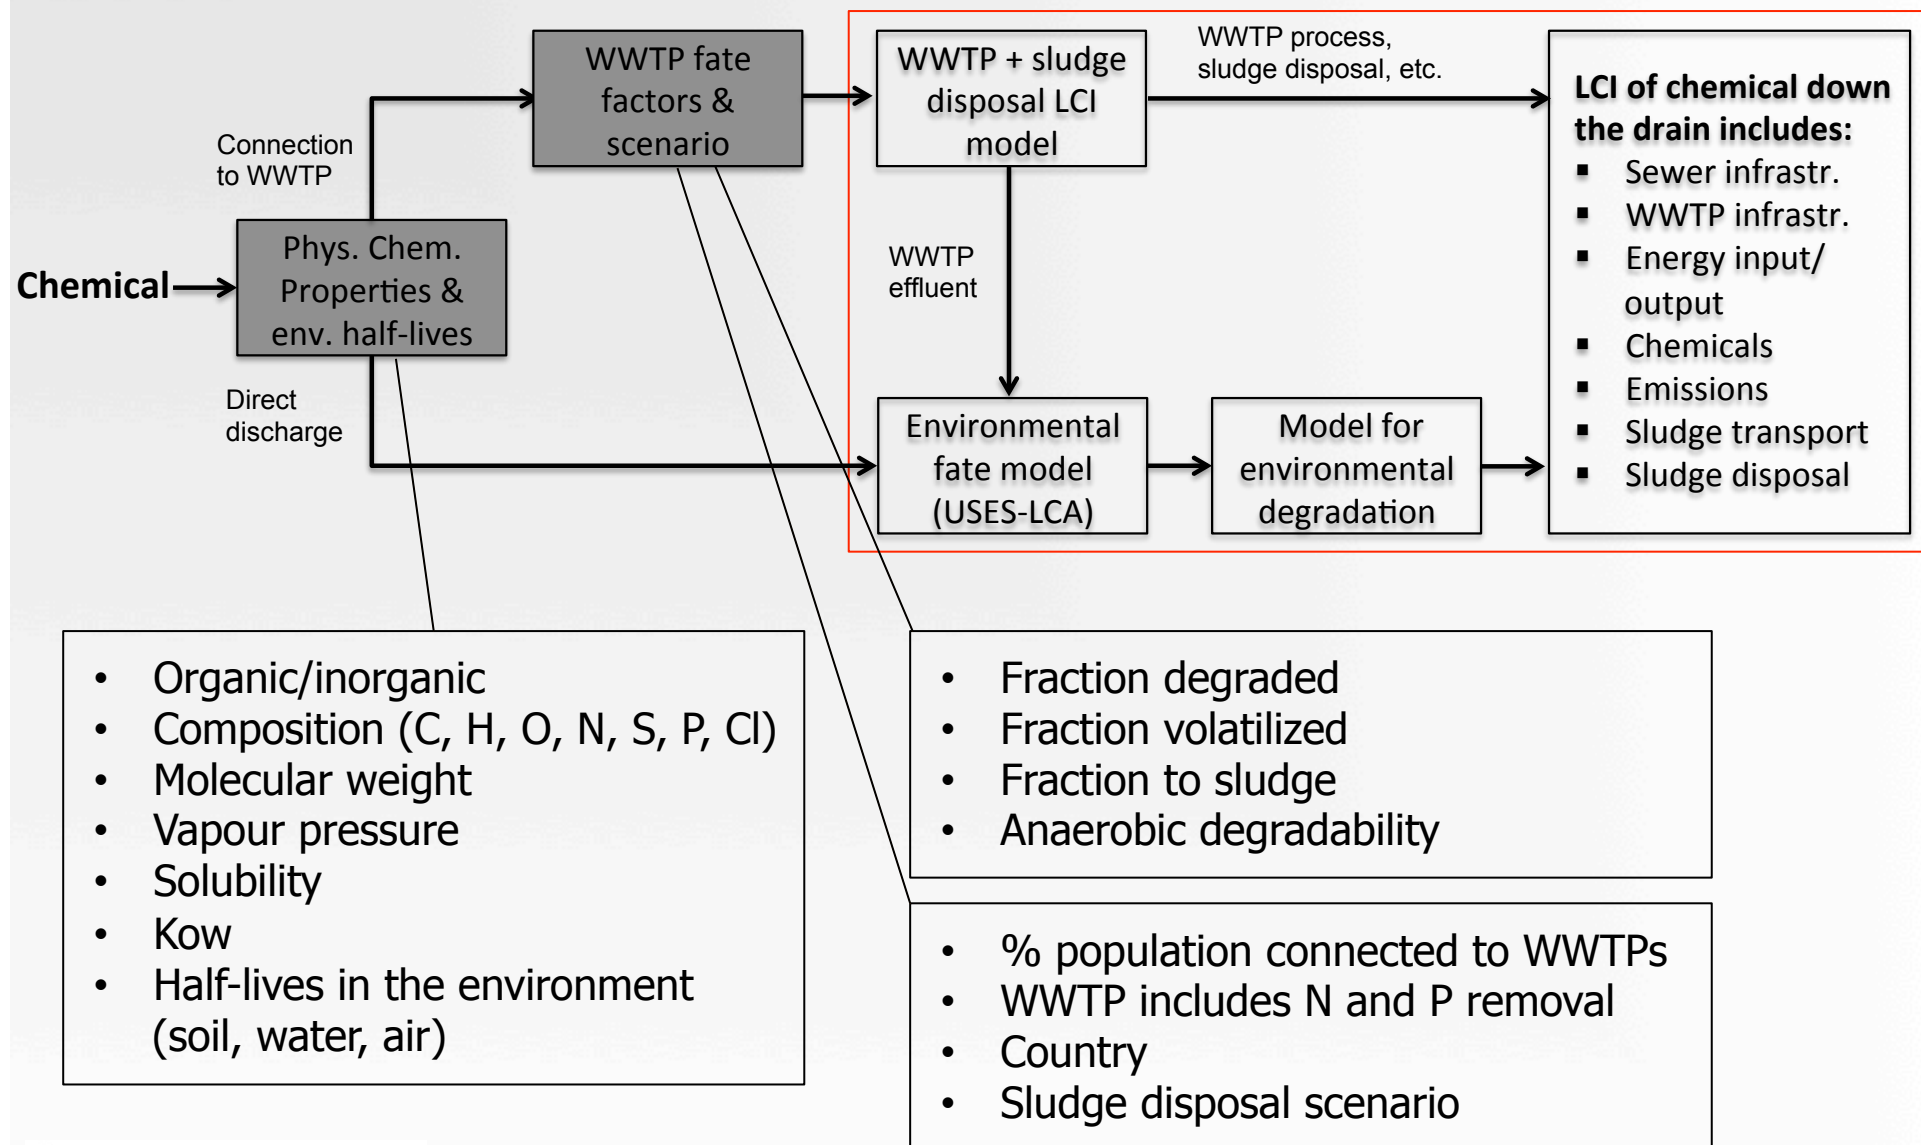 Chemical
Phys. Chem.
Properties &
env. half-lives
Connection
to WWTP
Direct
discharge
WWTP fate
factors &
scenario
WWTP + sludge
disposal LCI
model
WWTP process,
sludge disposal, etc.
WWTP
effluent
Environmental
fate model
(USES-LCA)
Model for
environmental
degradation
LCI of chemical down
the drain includes:
▪ Sewer infrastr.
▪ WWTP infrastr.
▪ Energy input/
output
▪ Chemicals
▪ Emissions
▪ Sludge transport
▪ Sludge disposal
• Organic/inorganic
• Composition (C, H, O, N, S, P, Cl)
• Molecular weight
• Vapour pressure
• Solubility
• Kow
• Half-lives in the environment
(soil, water, air)
• Fraction degraded
• Fraction volatilized
• Fraction to sludge
• Anaerobic degradability
• % population connected to WWTPs
• WWTP includes N and P removal
• Country
• Sludge disposal scenario